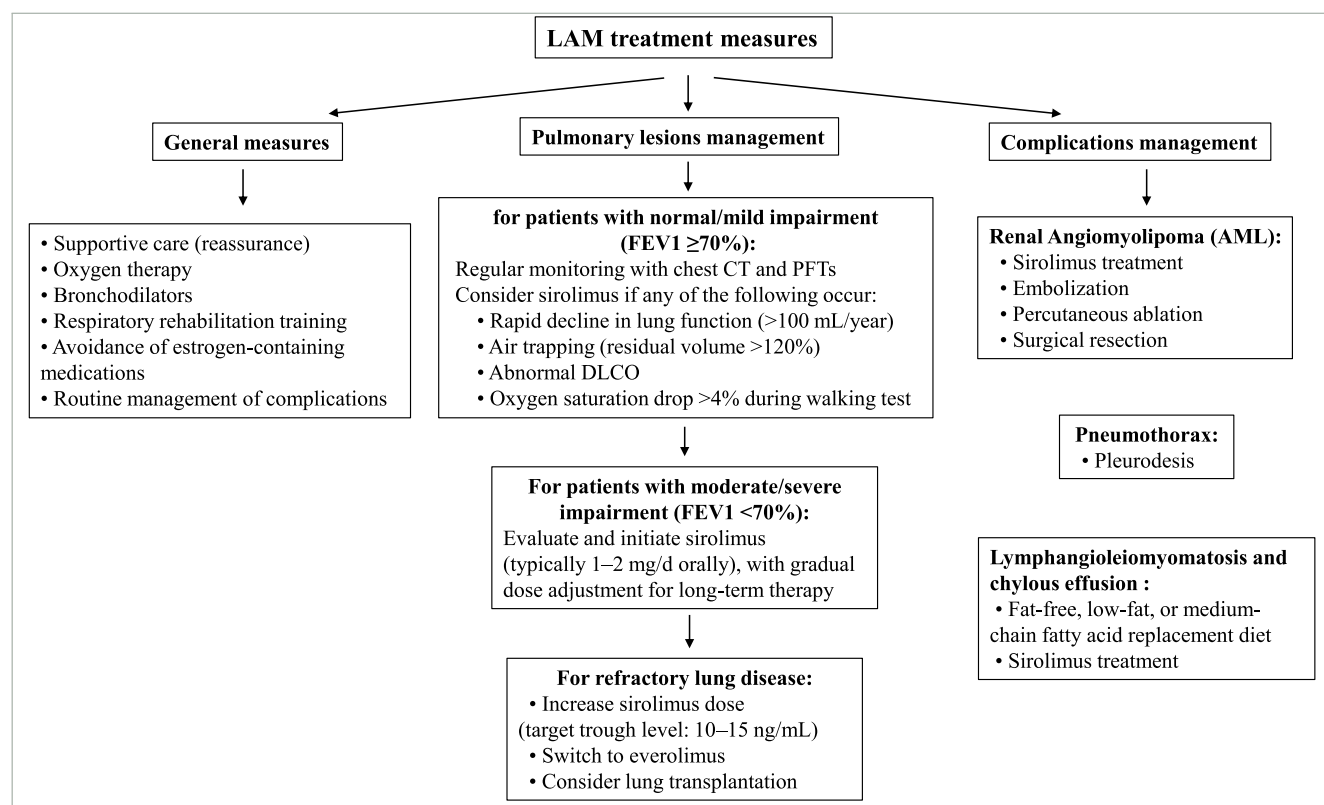 LAM treatment measures
General measures
• Supportive care (reassurance)
• Oxygen therapy
• Bronchodilators
• Respiratory rehabilitation training
• Avoidance of estrogen-containing
medications
• Routine management of complications
Pulmonary lesions management
for patients with normal/mild impairment
(FEV1 ≥70%):
Regular monitoring with chest CT and PFTs
Consider sirolimus if any of the following occur:
• Rapid decline in lung function (>100 mL/year)
• Air trapping (residual volume >120%)
• Abnormal DLCO
• Oxygen saturation drop >4% during walking test
For patients with moderate/severe
impairment (FEV1 <70%):
Evaluate and initiate sirolimus
(typically 1–2 mg/d orally), with gradual
dose adjustment for long-term therapy
For refractory lung disease:
• Increase sirolimus dose
(target trough level: 10–15 ng/mL)
• Switch to everolimus
• Consider lung transplantation
Complications management
Renal Angiomyolipoma (AML):
• Sirolimus treatment
• Embolization
• Percutaneous ablation
• Surgical resection
Pneumothorax:
• Pleurodesis
Lymphangioleiomyomatosis and
chylous effusion :
• Fat-free, low-fat, or medium-
chain fatty acid replacement diet
• Sirolimus treatment